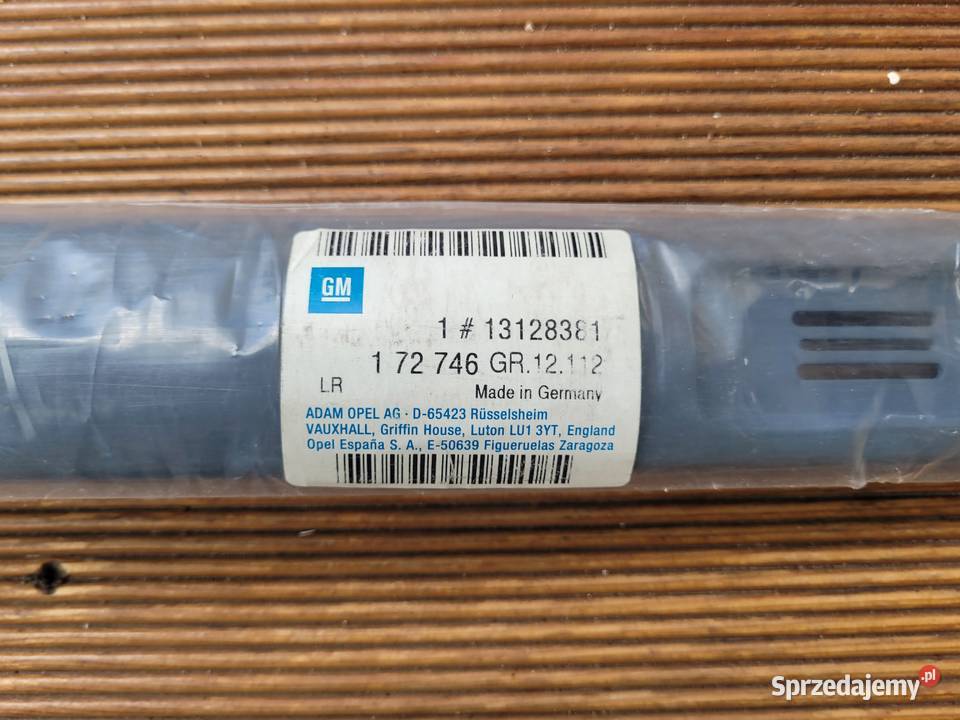 GM
1 # 13128381
1 72 746 GR.12.112
LR
Made in Germany
ADAM OPEL AG · D-65423 Rüsselsheim
VAUXHALL, Griffin House, Luton LU1 3YT, England
Opel España S. A., E-50639 Figueruelas Zaragoza
Sprzedajemy.pl